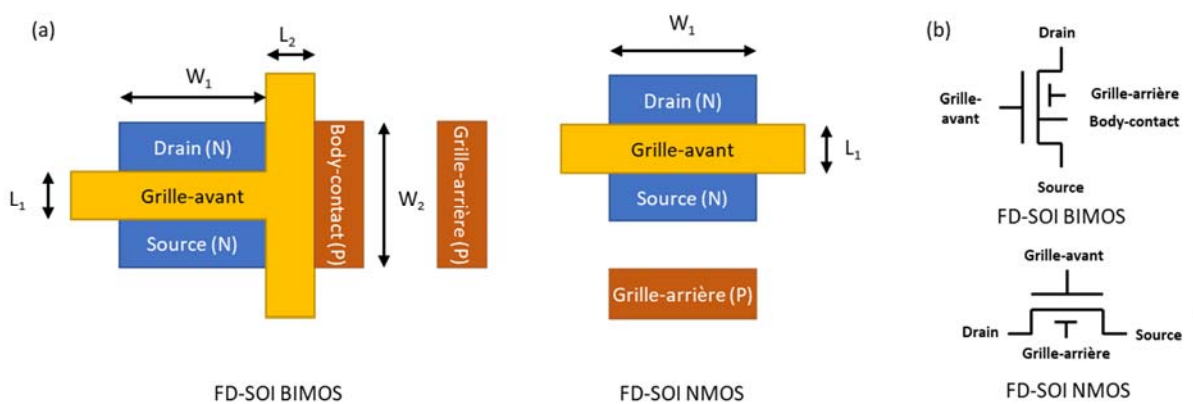 (a)
L2
W1
Drain (N)
Grille-avant
Source (N)
L1
Body-contact (P)
W2
Grille-arrière (P)
FD-SOI BIMOS
W1
Drain (N)
Grille-avant
Source (N)
L1
Grille-arrière (P)
FD-SOI NMOS
(b)
Drain
Grille-
avant
Grille-arrière
Body-contact
Source
FD-SOI BIMOS
Grille-avant
Drain
Source
Grille-arrière
FD-SOI NMOS